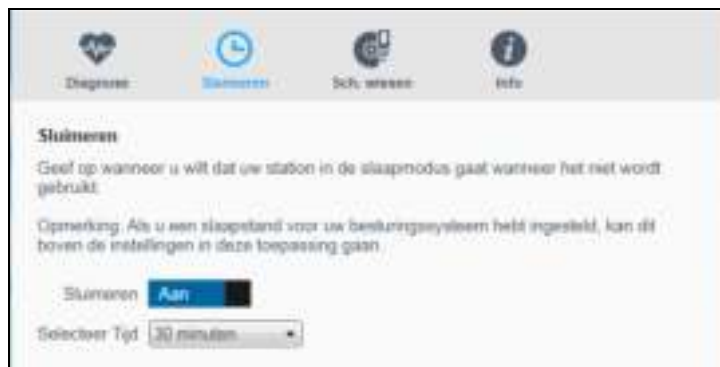 Diagnose
Sluimeren
Sch. wissen
Info
Sluimeren
Geef op wanneer u wilt dat uw station in de slaapmodus gaat wanneer het niet wordt
gebruikt.
Opmerking: Als u een slaapstand voor uw besturingssysteem hebt ingesteld, kan dit
boven de instellingen in deze toepassing gaan.
Sluimeren Aan
Selecteer Tijd 30 minuten